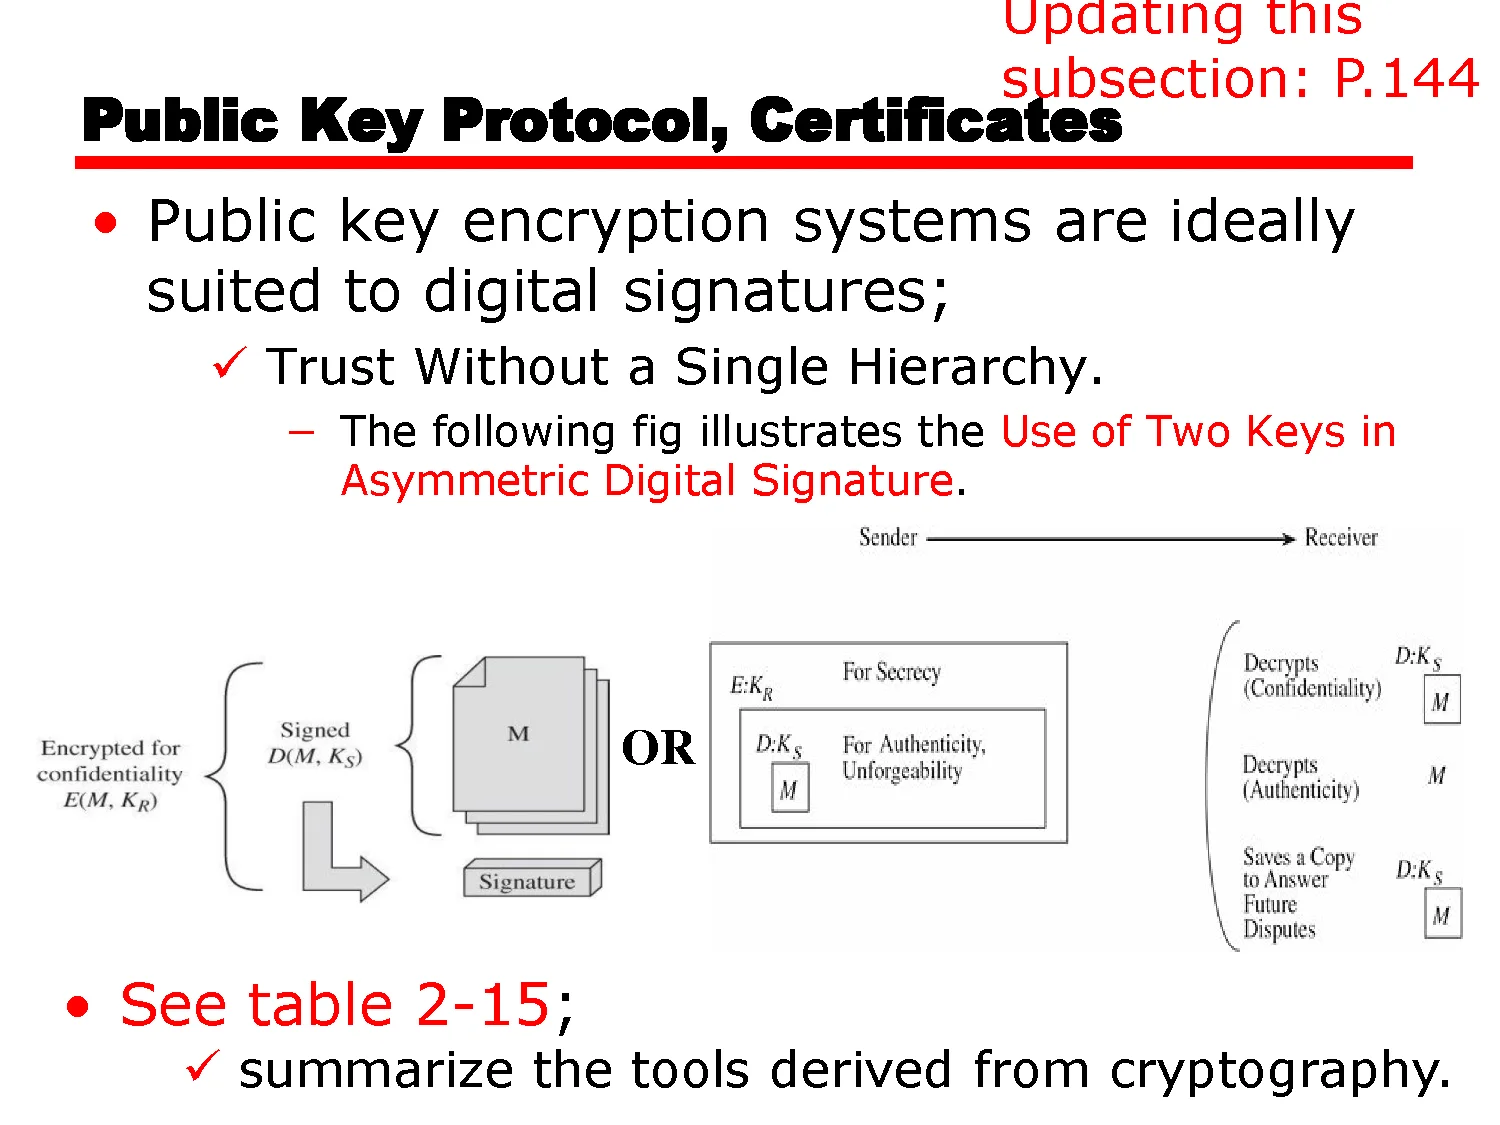 Updating this
subsection: P.144
Public Key Protocol, Certificates
• Public key encryption systems are ideally
suited to digital signatures;
✓ Trust Without a Single Hierarchy.
– The following fig illustrates the Use of Two Keys in
Asymmetric Digital Signature.
Sender
Receiver
Encrypted for
confidentiality
E(M, KR)
Signed
D(M, KS)
M
Signature
OR
E:KR
For Secrecy
D:KS
M
For Authenticity,
Unforgeability
Decrypts
(Confidentiality)
D:KS
M
Decrypts
(Authenticity)
M
Saves a Copy
to Answer
Future
Disputes
D:KS
M
• See table 2-15;
✓ summarize the tools derived from cryptography.